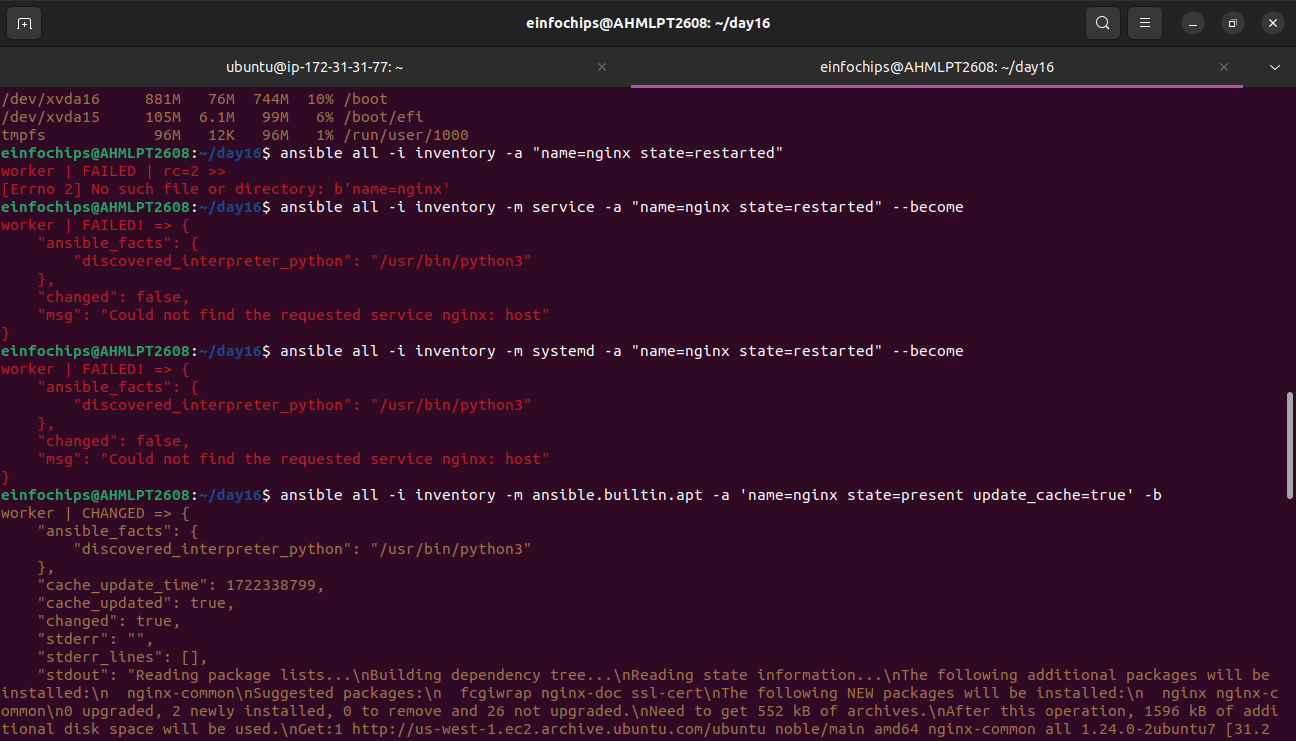 einfochips@AHMLPT2608: ~/day16
ubuntu@ip-172-31-31-77: ~
einfochips@AHMLPT2608: ~/day16
/dev/xvda16     881M   76M  744M  10% /boot
/dev/xvda15     105M  6.1M   99M   6% /boot/efi
tmpfs            96M   12K   96M   1% /run/user/1000
einfochips@AHMLPT2608:~/day16$ ansible all -i inventory -a "name=nginx state=restarted"
worker | FAILED | rc=2 >>
[Errno 2] No such file or directory: b'name=nginx'
einfochips@AHMLPT2608:~/day16$ ansible all -i inventory -m service -a "name=nginx state=restarted" --become
worker | FAILED! => {
    "ansible_facts": {
        "discovered_interpreter_python": "/usr/bin/python3"
    },
    "changed": false,
    "msg": "Could not find the requested service nginx: host"
}
einfochips@AHMLPT2608:~/day16$ ansible all -i inventory -m systemd -a "name=nginx state=restarted" --become
worker | FAILED! => {
    "ansible_facts": {
        "discovered_interpreter_python": "/usr/bin/python3"
    },
    "changed": false,
    "msg": "Could not find the requested service nginx: host"
}
einfochips@AHMLPT2608:~/day16$ ansible all -i inventory -m ansible.builtin.apt -a 'name=nginx state=present update_cache=true' -b
worker | CHANGED => {
    "ansible_facts": {
        "discovered_interpreter_python": "/usr/bin/python3"
    },
    "cache_update_time": 1722338799,
    "cache_updated": true,
    "changed": true,
    "stderr": "",
    "stderr_lines": [],
    "stdout": "Reading package lists...\nBuilding dependency tree...\nReading state information...\nThe following additional packages will be
installed:\n  nginx-common\nSuggested packages:\n  fcgiwrap nginx-doc ssl-cert\nThe following NEW packages will be installed:\n  nginx nginx-c
ommon\n0 upgraded, 2 newly installed, 0 to remove and 26 not upgraded.\nNeed to get 552 kB of archives.\nAfter this operation, 1596 kB of addi
tional disk space will be used.\nGet:1 http://us-west-1.ec2.archive.ubuntu.com/ubuntu noble/main amd64 nginx-common all 1.24.0-2ubuntu7 [31.2